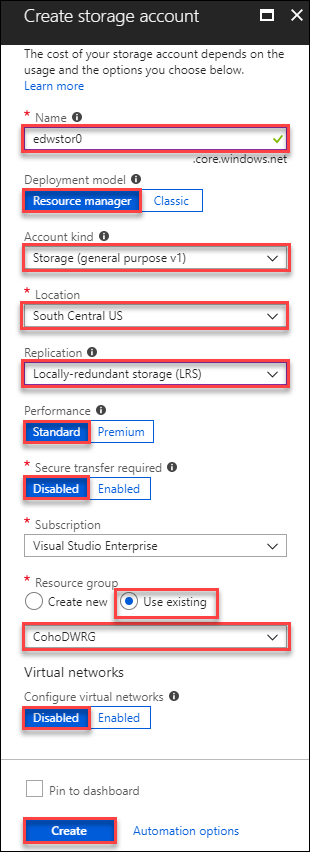 Create storage account
The cost of your storage account depends on the
usage and the options you choose below.
Learn more
* Name
edwstor0
.core.windows.net
Deployment model
Resource manager Classic
Account kind
Storage (general purpose v1)
* Location
South Central US
Replication
Locally-redundant storage (LRS)
Performance
Standard Premium
* Secure transfer required
Disabled Enabled
* Subscription
Visual Studio Enterprise
* Resource group
Create new Use existing
CohoDWRG
Virtual networks
Configure virtual networks
Disabled Enabled
Pin to dashboard
Create Automation options